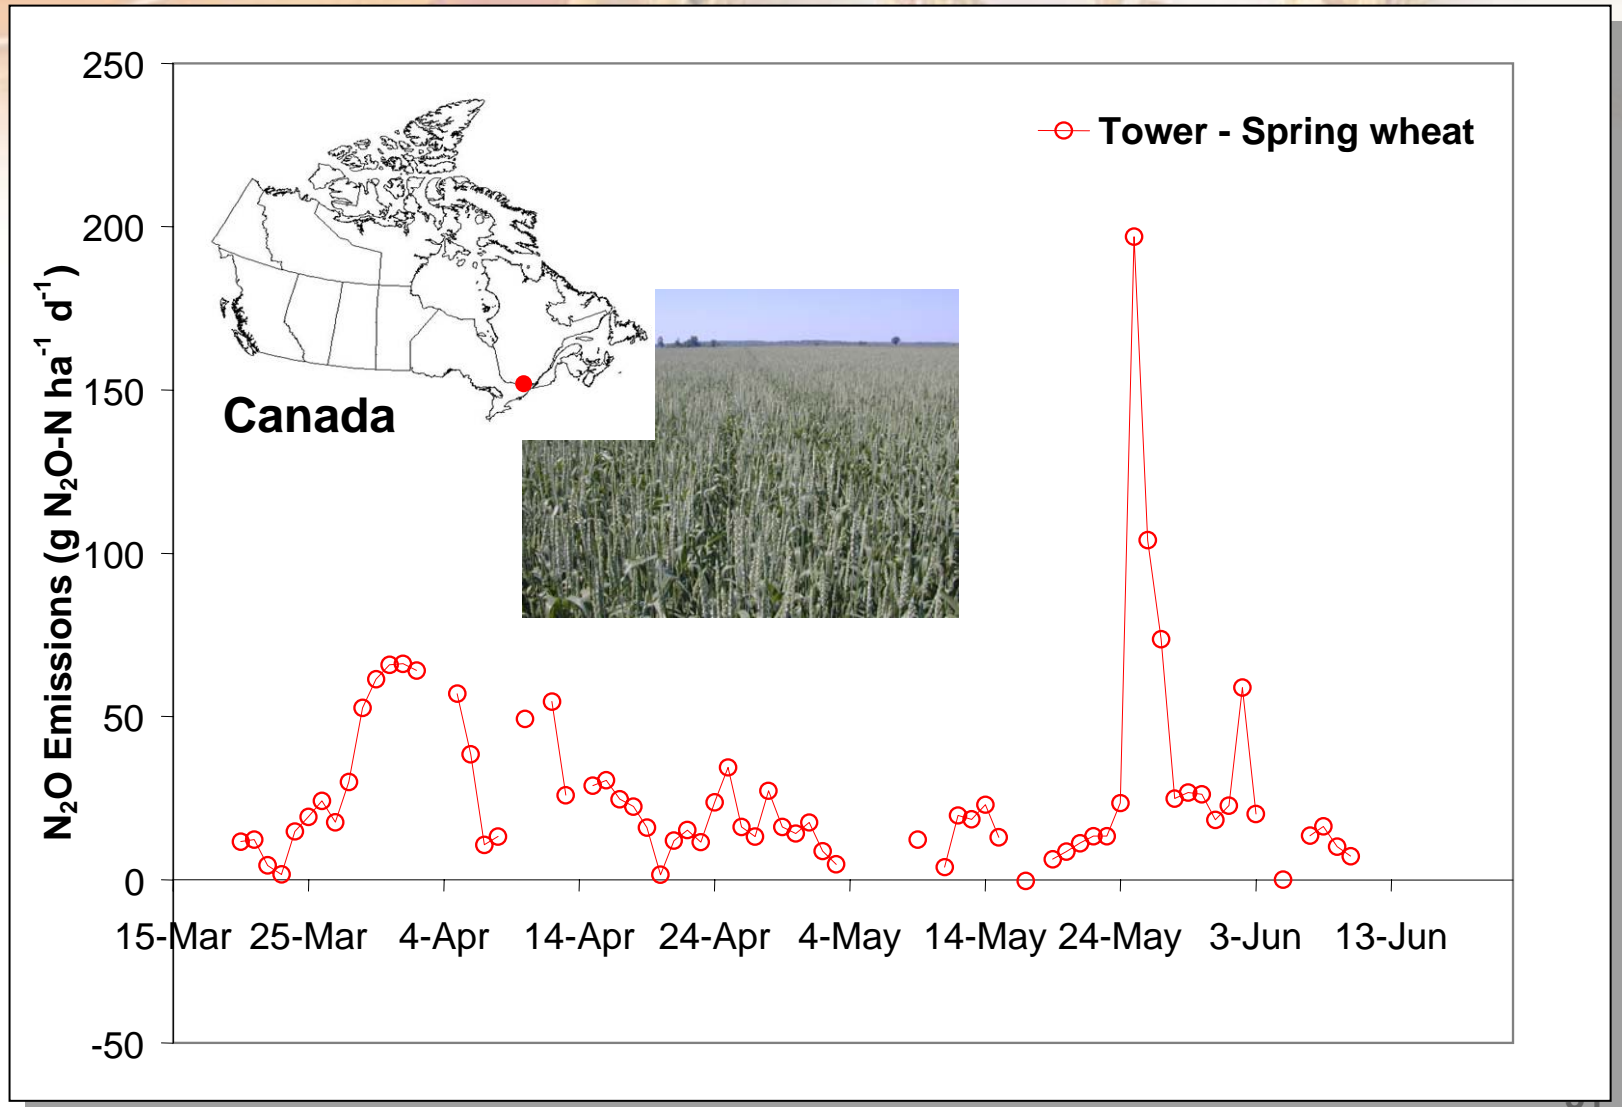 250
Tower - Spring wheat
200
150
Canada
100
50
0
-50
N₂O Emissions (g N₂O-N ha⁻¹ d⁻¹)
15-Mar 25-Mar 4-Apr 14-Apr 24-Apr 4-May 14-May 24-May 3-Jun 13-Jun